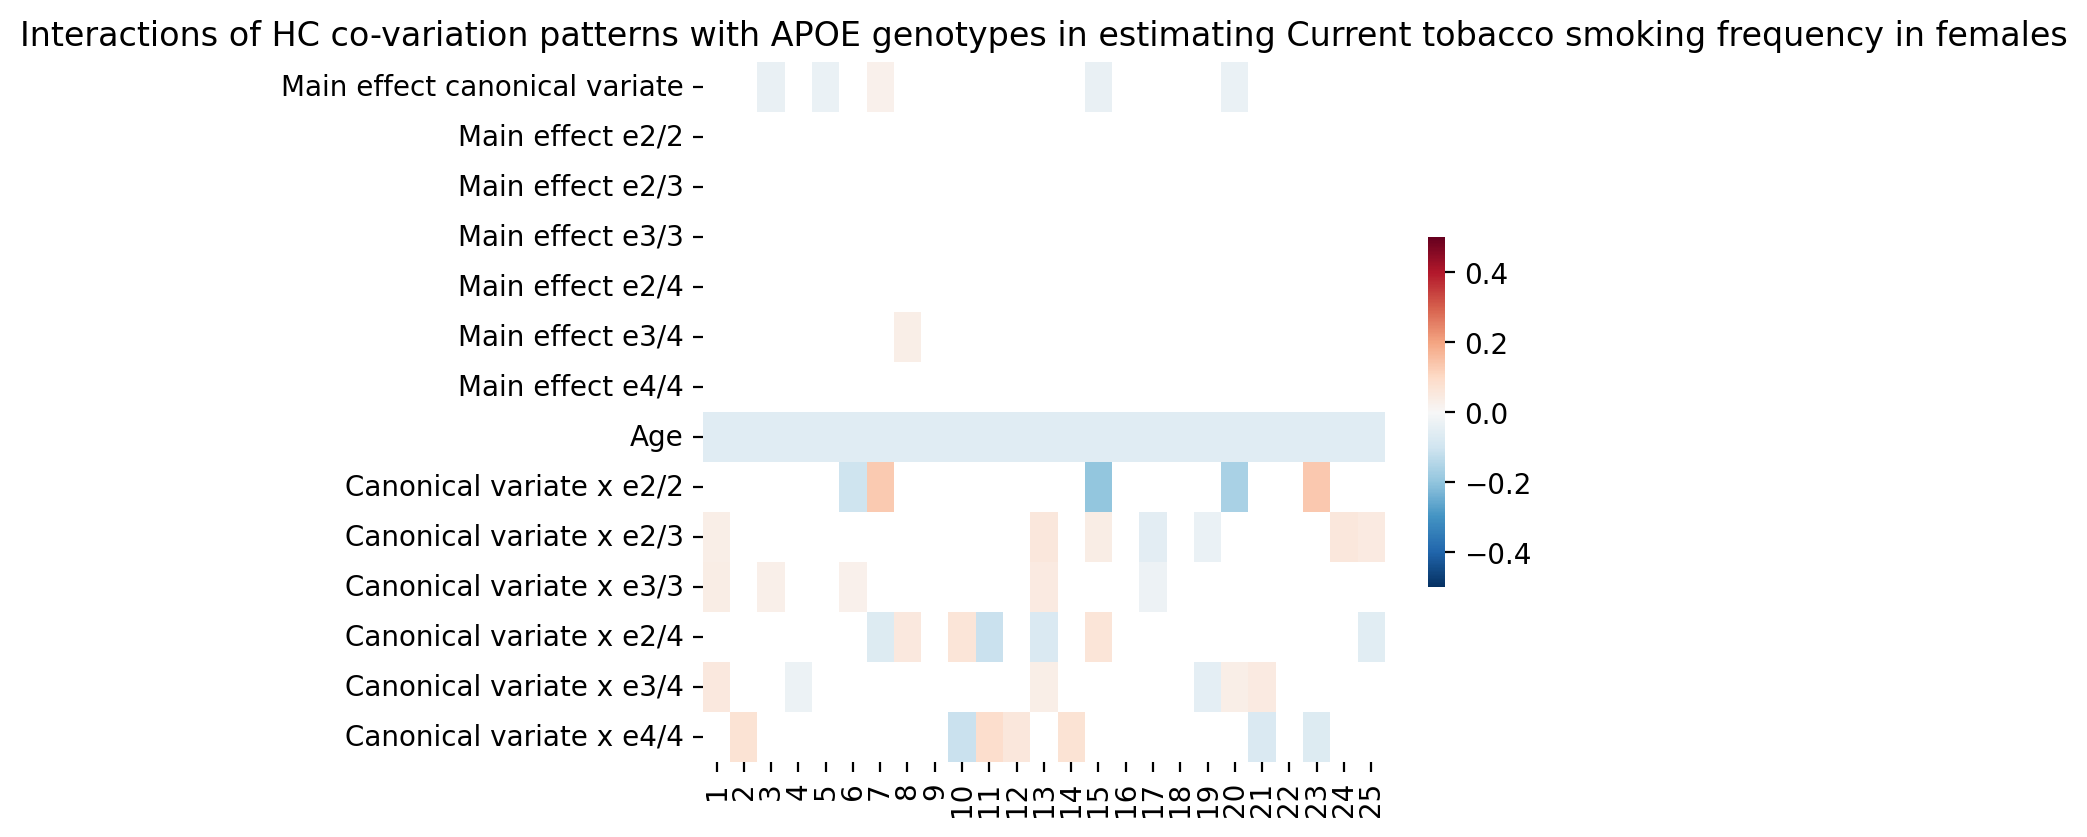 Interactions of HC co-variation patterns with APOE genotypes in estimating Current tobacco smoking frequency in females
Main effect canonical variate
Main effect e2/2
Main effect e2/3
Main effect e3/3
Main effect e2/4
Main effect e3/4
Main effect e4/4
Age
Canonical variate x e2/2
Canonical variate x e2/3
Canonical variate x e3/3
Canonical variate x e2/4
Canonical variate x e3/4
Canonical variate x e4/4
1 2 3 4 5 6 7 8 9 10 11 12 13 14 15 16 17 18 19 20 21 22 23 24 25
0.4
0.2
0.0
−0.2
−0.4